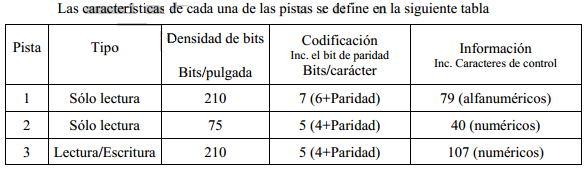 Las características de cada una de las pistas se define en la siguiente tabla
Pista Tipo Densidad de bits Bits/pulgada Codificación Inc. el bit de paridad Bits/carácter Información Inc. Caracteres de control
1 Sólo lectura 210 7 (6+Paridad) 79 (alfanuméricos)
2 Sólo lectura 75 5 (4+Paridad) 40 (numéricos)
3 Lectura/Escritura 210 5 (4+Paridad) 107 (numéricos)